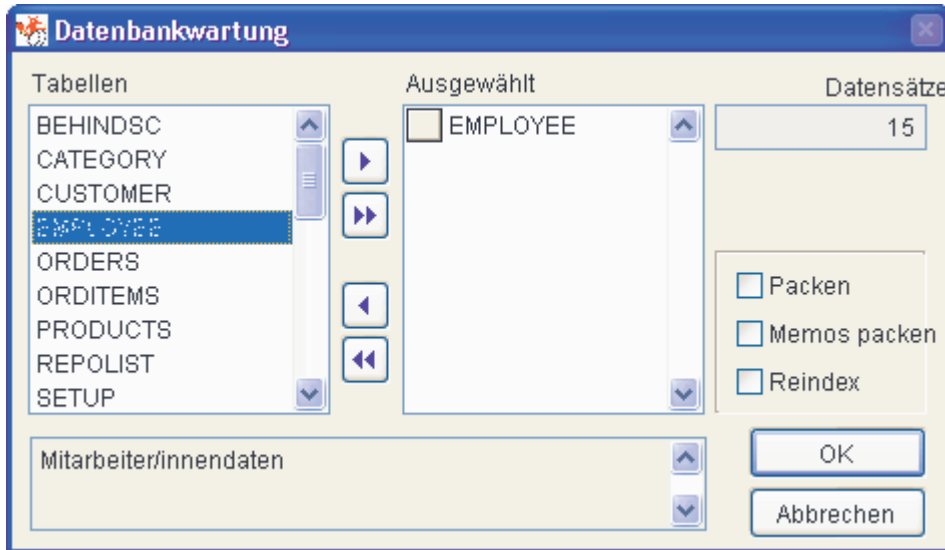 Datenbankwartung
Tabellen
BEHINDSC
CATEGORY
CUSTOMER
EMPLOYEE
ORDERS
ORDITEMS
PRODUCTS
REPOLIST
SETUP
Ausgewählt
EMPLOYEE
Datensätze
15
Packen
Memos packen
Reindex
Mitarbeiter/innendaten
OK
Abbrechen